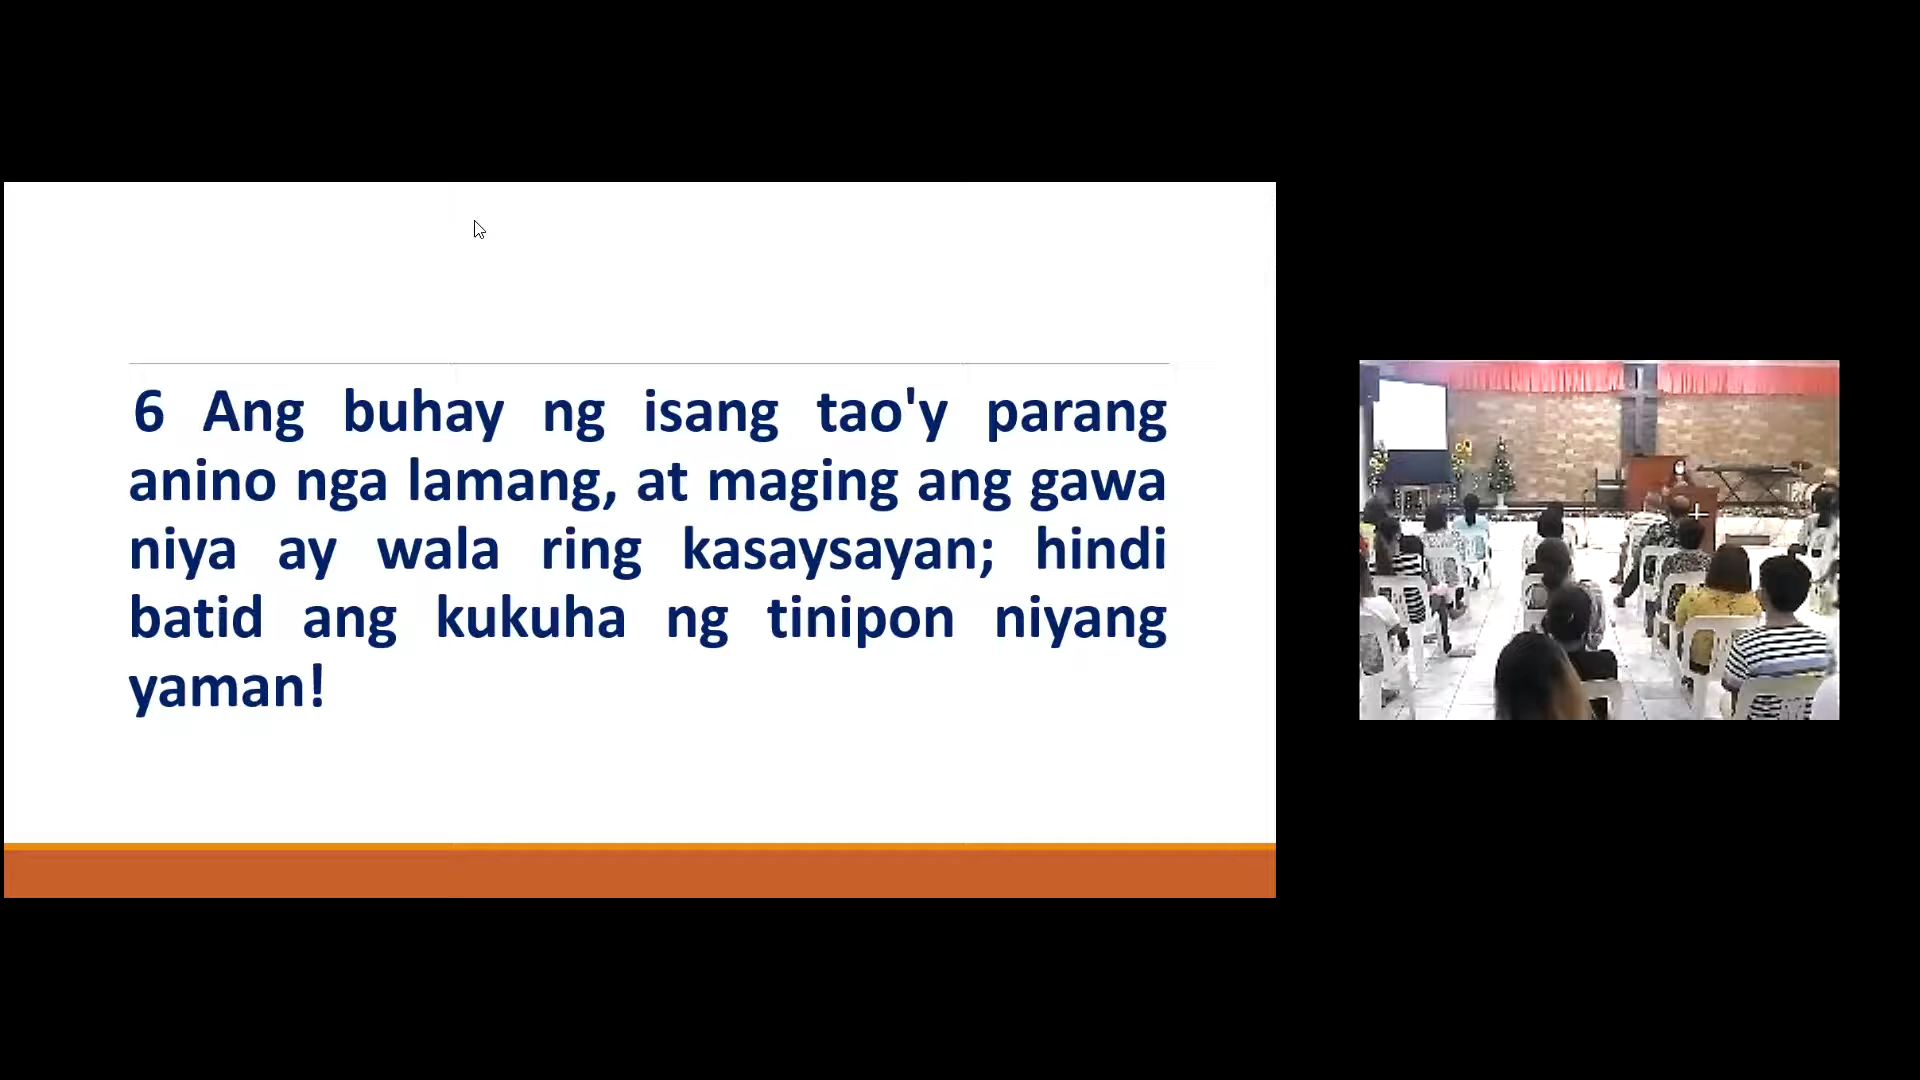 6 Ang buhay ng isang tao'y parang
anino nga lamang, at maging ang gawa
niya ay wala ring kasaysayan; hindi
batid ang kukuha ng tinipon niyang
yaman!